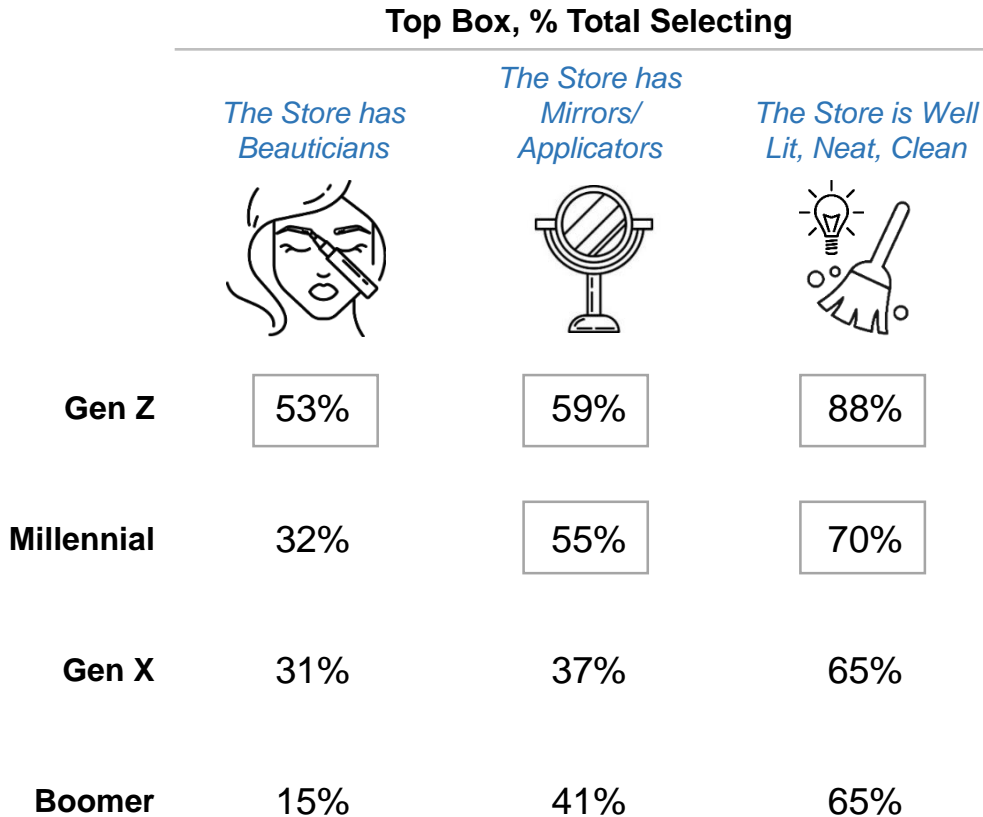 Top Box, % Total Selecting
The Store has
Beauticians
The Store has
Mirrors/
Applicators
The Store is Well
Lit, Neat, Clean
Gen Z 53% 59% 88%
Millennial 32% 55% 70%
Gen X 31% 37% 65%
Boomer 15% 41% 65%